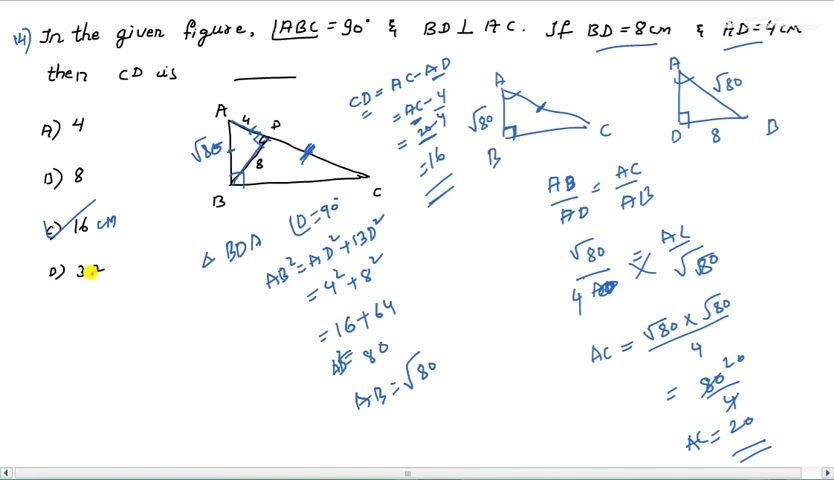 14) In the given figure, ∠ABC = 90° & BD ⊥ AC. If BD = 8cm & AD = 4cm
then CD is ______
A) 4
B) 8
C) 16 cm
D) 32
A
4
D
√80
8
B
C
CD = AC - AD
= AC - 4
= 20 - 4
= 16
A
√80
B
C
A
√80
D
8
B
△ BDA ∠D = 90°
AB² = AD² + BD²
= 4² + 8²
= 16 + 64
AB² = 80
AB = √80
AB/AD = AC/AB
√80/4 = AC/√80
AC = √80 × √80/4
= 80/4 20
AC = 20